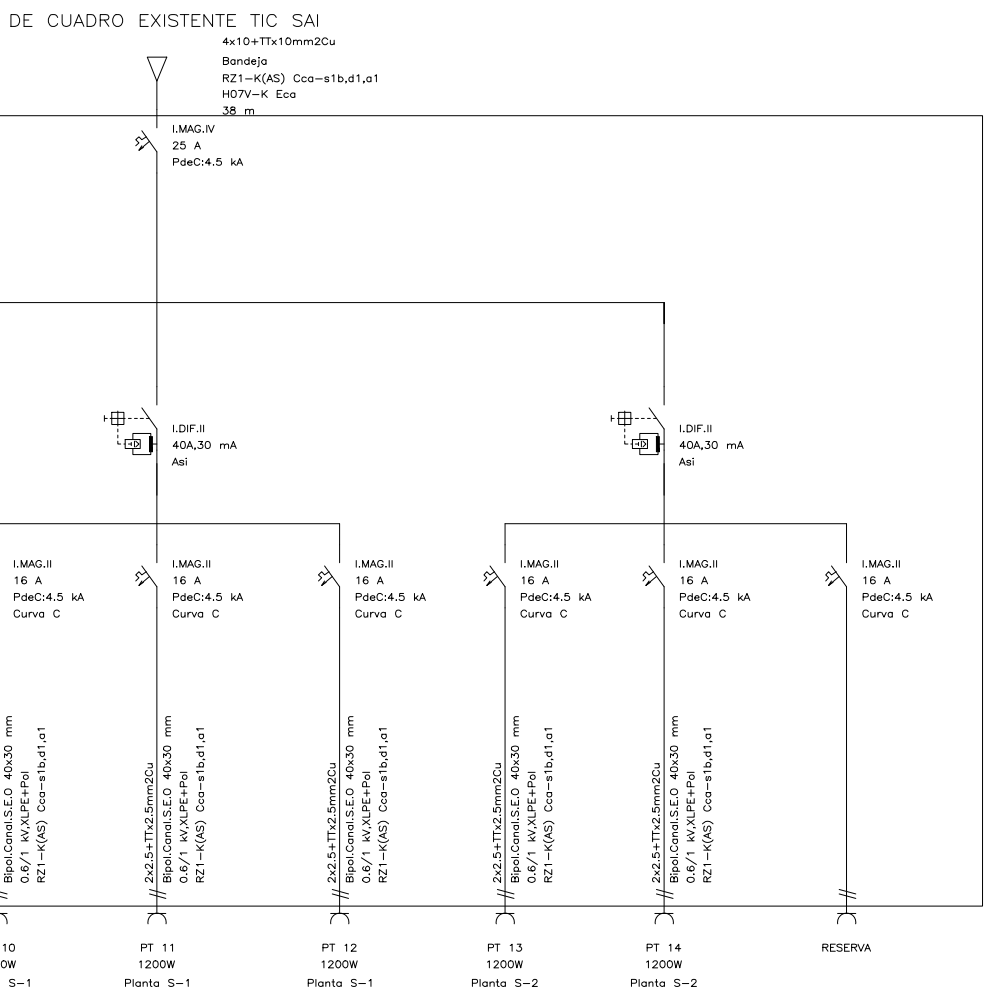 DE CUADRO EXISTENTE TIC SAI
4x10+TTx10mm2Cu
Bandeja
RZ1-K(AS) Cca-s1b,d1,a1
H07V-K Eca
38 m
I.MAG.IV
25 A
PdeC:4.5 kA
I.DIF.II
40A,30 mA
Asi
I.DIF.II
40A,30 mA
Asi
I.MAG.II
16 A
PdeC:4.5 kA
Curva C
I.MAG.II
16 A
PdeC:4.5 kA
Curva C
I.MAG.II
16 A
PdeC:4.5 kA
Curva C
I.MAG.II
16 A
PdeC:4.5 kA
Curva C
I.MAG.II
16 A
PdeC:4.5 kA
Curva C
I.MAG.II
16 A
PdeC:4.5 kA
Curva C
Bipol.Canal.S.E.O 40x30 mm
0.6/1 kV,XLPE+Pol
RZ1-K(AS) Cca-s1b,d1,a1
2x2.5+TTx2.5mm2Cu
Bipol.Canal.S.E.O 40x30 mm
0.6/1 kV,XLPE+Pol
RZ1-K(AS) Cca-s1b,d1,a1
2x2.5+TTx2.5mm2Cu
Bipol.Canal.S.E.O 40x30 mm
0.6/1 kV,XLPE+Pol
RZ1-K(AS) Cca-s1b,d1,a1
2x2.5+TTx2.5mm2Cu
Bipol.Canal.S.E.O 40x30 mm
0.6/1 kV,XLPE+Pol
RZ1-K(AS) Cca-s1b,d1,a1
2x2.5+TTx2.5mm2Cu
Bipol.Canal.S.E.O 40x30 mm
0.6/1 kV,XLPE+Pol
RZ1-K(AS) Cca-s1b,d1,a1
10
0W
S-1
PT 11
1200W
Planta S-1
PT 12
1200W
Planta S-1
PT 13
1200W
Planta S-2
PT 14
1200W
Planta S-2
RESERVA